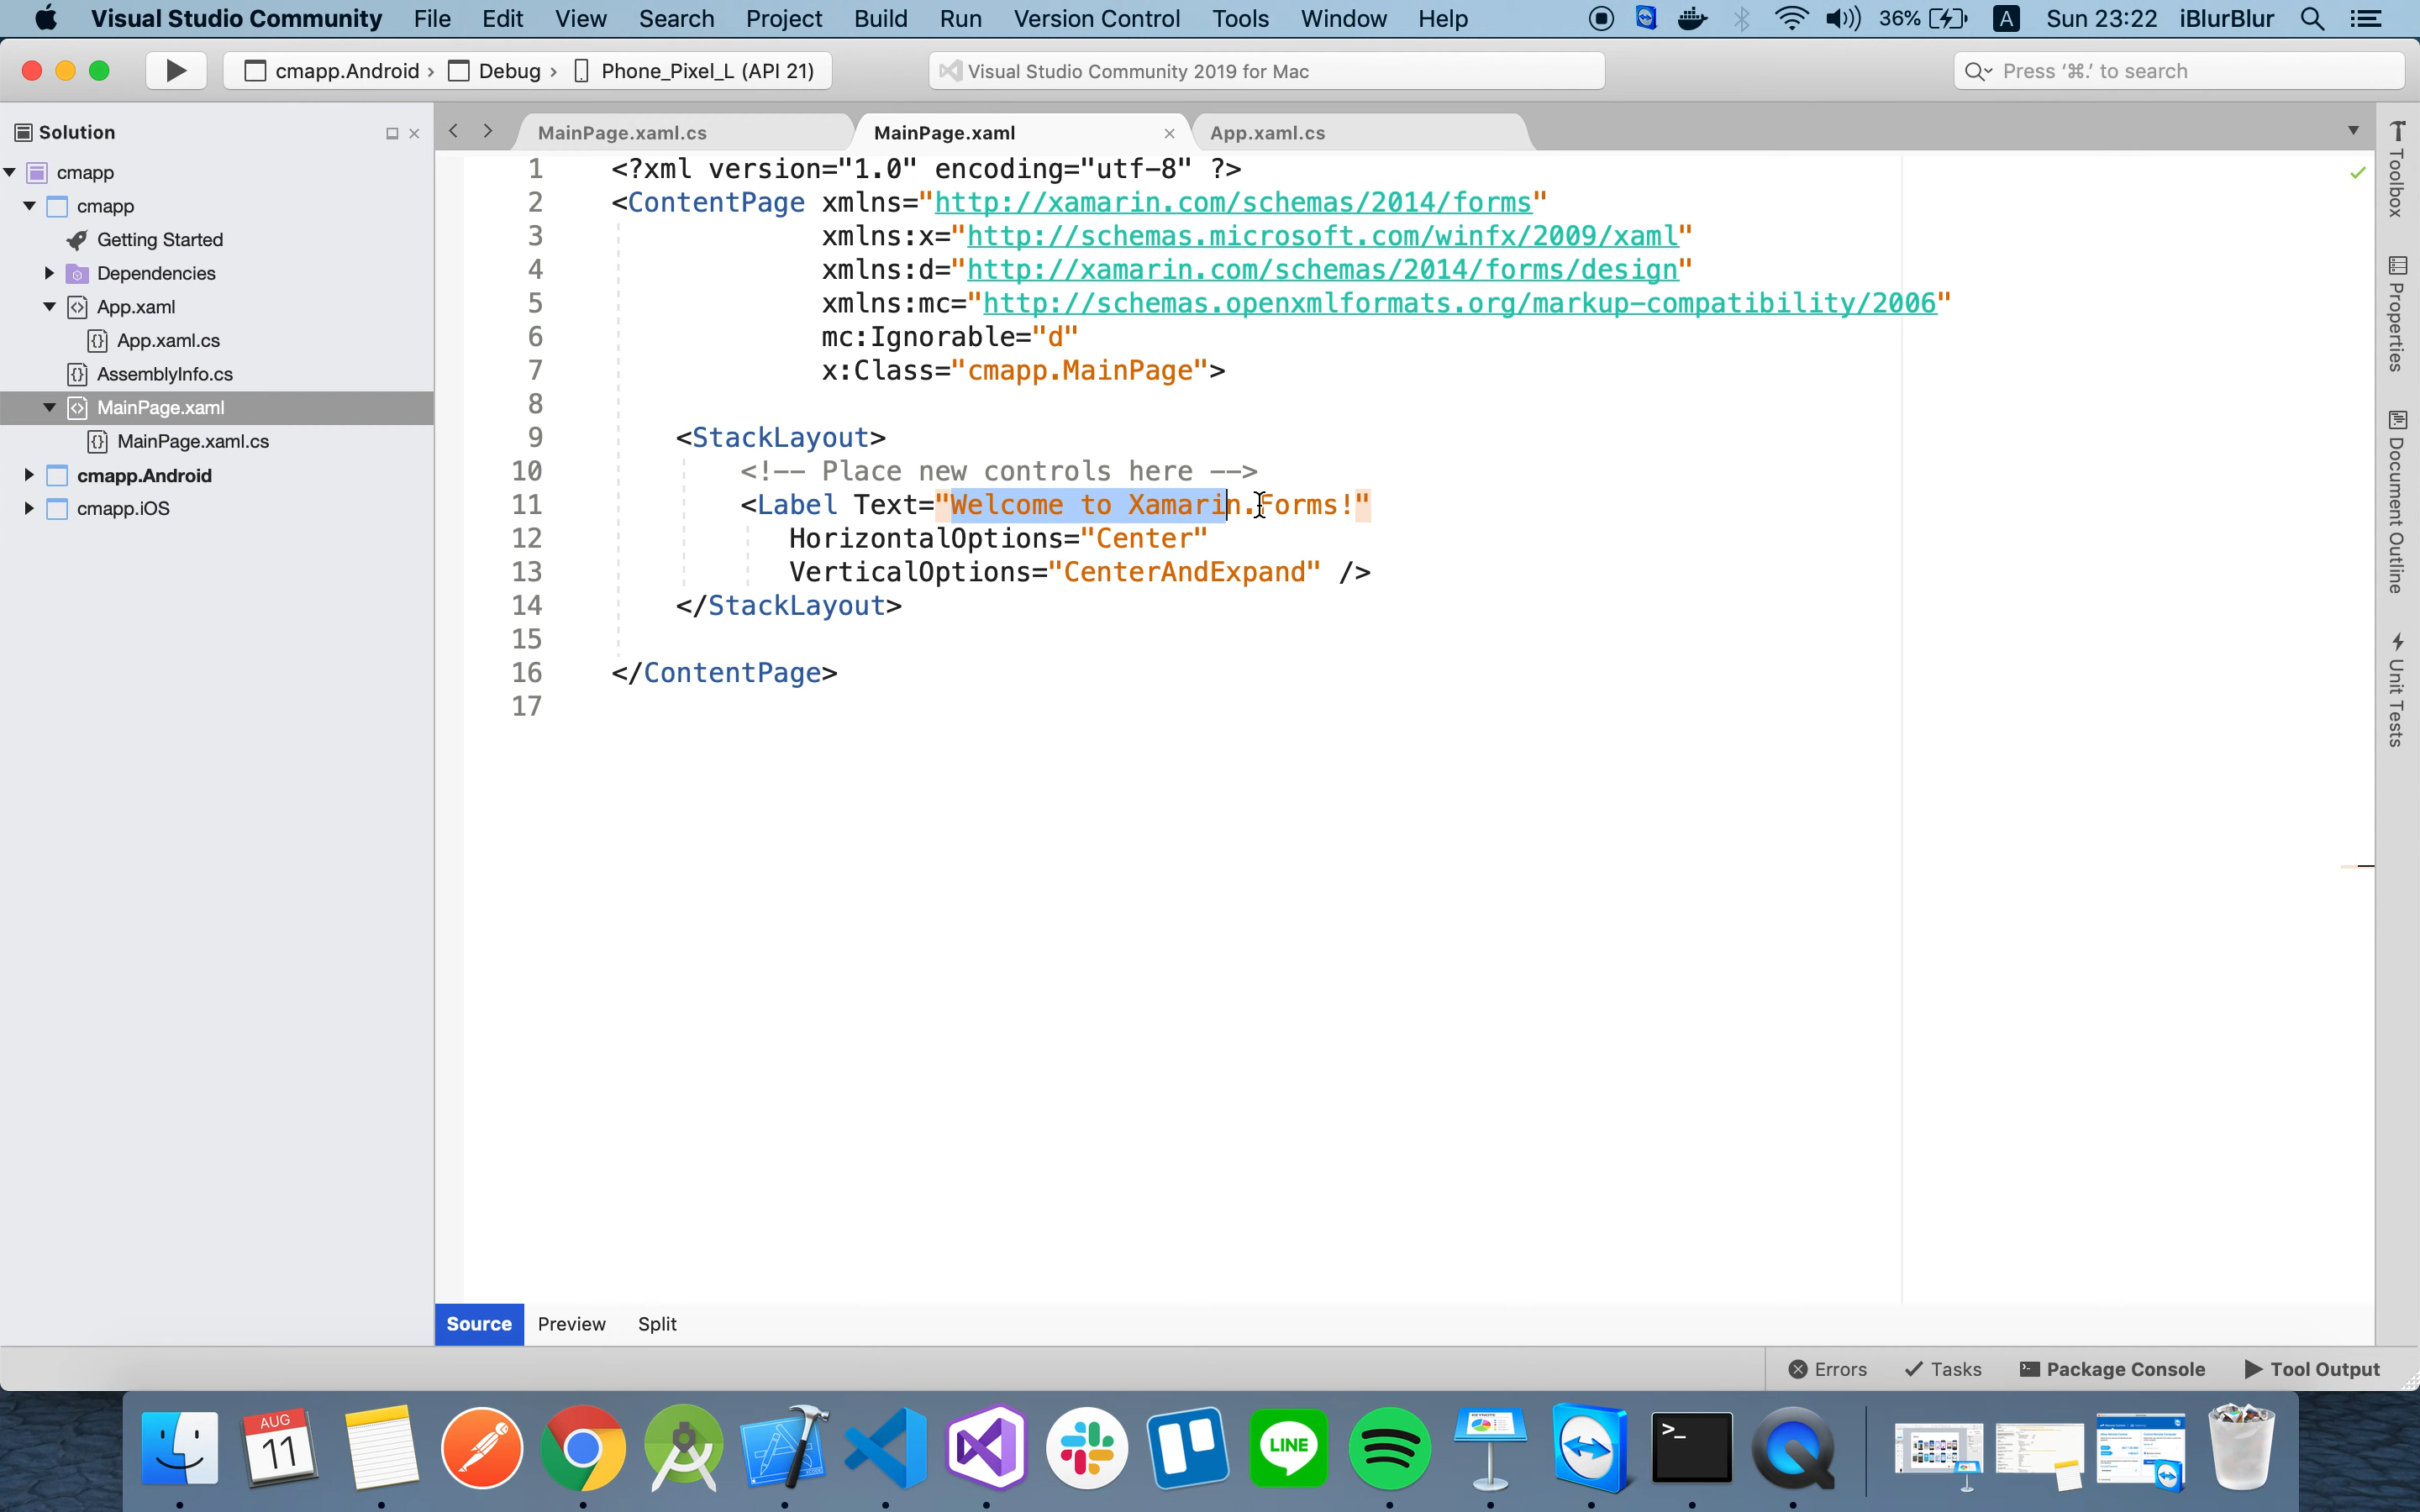 Visual Studio Community File Edit View Search Project Build Run Version Control Tools Window Help 36% A Sun 23:22 iBlurBlur
cmapp.Android › Debug › Phone_Pixel_L (API 21) Visual Studio Community 2019 for Mac Press ‘⌘.’ to search
Solution
MainPage.xaml.cs MainPage.xaml App.xaml.cs
cmapp
cmapp
Getting Started
Dependencies
App.xaml
App.xaml.cs
AssemblyInfo.cs
MainPage.xaml
MainPage.xaml.cs
cmapp.Android
cmapp.iOS
1 <?xml version="1.0" encoding="utf-8" ?>
2 <ContentPage xmlns="http://xamarin.com/schemas/2014/forms"
3 xmlns:x="http://schemas.microsoft.com/winfx/2009/xaml"
4 xmlns:d="http://xamarin.com/schemas/2014/forms/design"
5 xmlns:mc="http://schemas.openxmlformats.org/markup-compatibility/2006"
6 mc:Ignorable="d"
7 x:Class="cmapp.MainPage">
8
9 <StackLayout>
10 <!-- Place new controls here -->
11 <Label Text="Welcome to Xamarin.Forms!"
12 HorizontalOptions="Center"
13 VerticalOptions="CenterAndExpand" />
14 </StackLayout>
15
16 </ContentPage>
17
Toolbox
Properties
Document Outline
Unit Tests
Source Preview Split
Errors Tasks Package Console Tool Output
AUG
11
LINE
KEYNOTE
>_